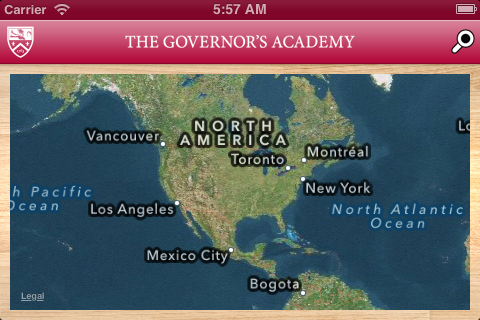 Carrier 5:57 AM
THE GOVERNOR'S ACADEMY
NORTH
AMERICA
Vancouver
Toronto
Montréal
New York
Los Angeles
h Pacific
Ocean
North Atlantic
Ocean
Mexico City
Bogota
Lo
Legal